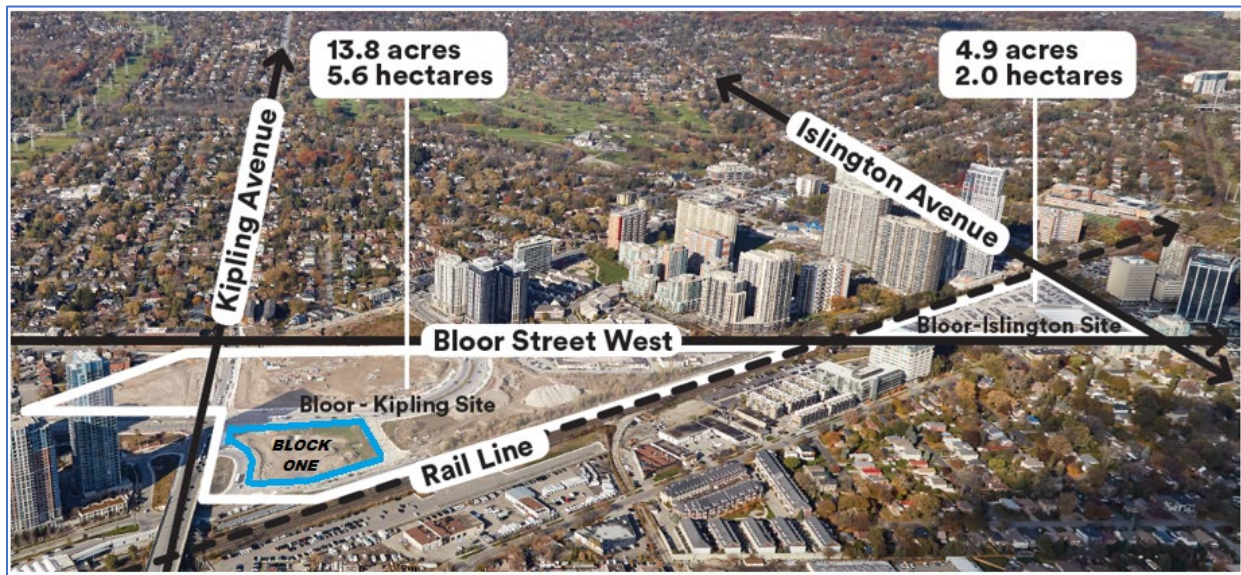 13.8 acres
5.6 hectares
4.9 acres
2.0 hectares
Kipling Avenue
Islington Avenue
Bloor-Islington Site
Bloor Street West
Bloor - Kipling Site
BLOCK
ONE
Rail Line